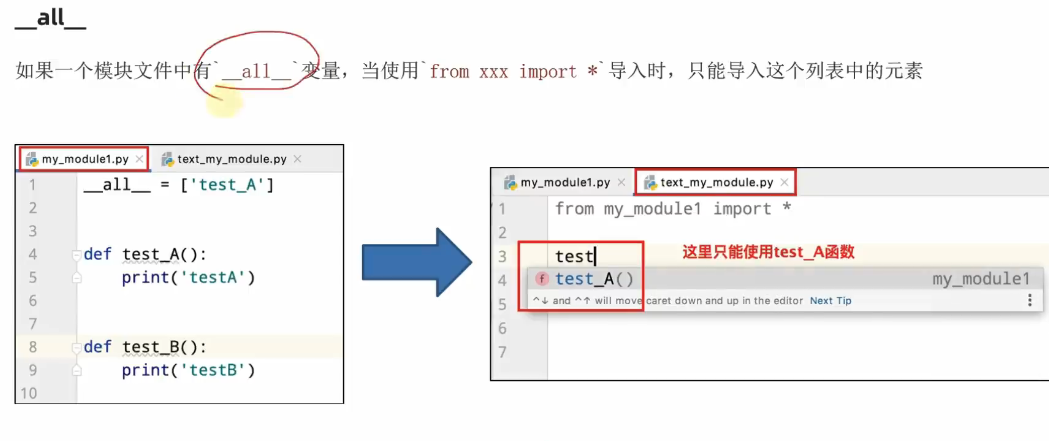 __all__
如果一个模块文件中有`__all__`变量，当使用`from xxx import *`导入时，只能导入这个列表中的元素
my_module1.py × text_my_module.py ×
1 __all__ = ['test_A']
2
3
4 def test_A():
5 print('testA')
6
7
8 def test_B():
9 print('testB')
10
my_module1.py × text_my_module.py ×
1 from my_module1 import *
2
3 test 这里只能使用test_A函数
4 f test_A() my_module1
5 ^↓ and ^↑ will move caret down and up in the editor Next Tip
6
7